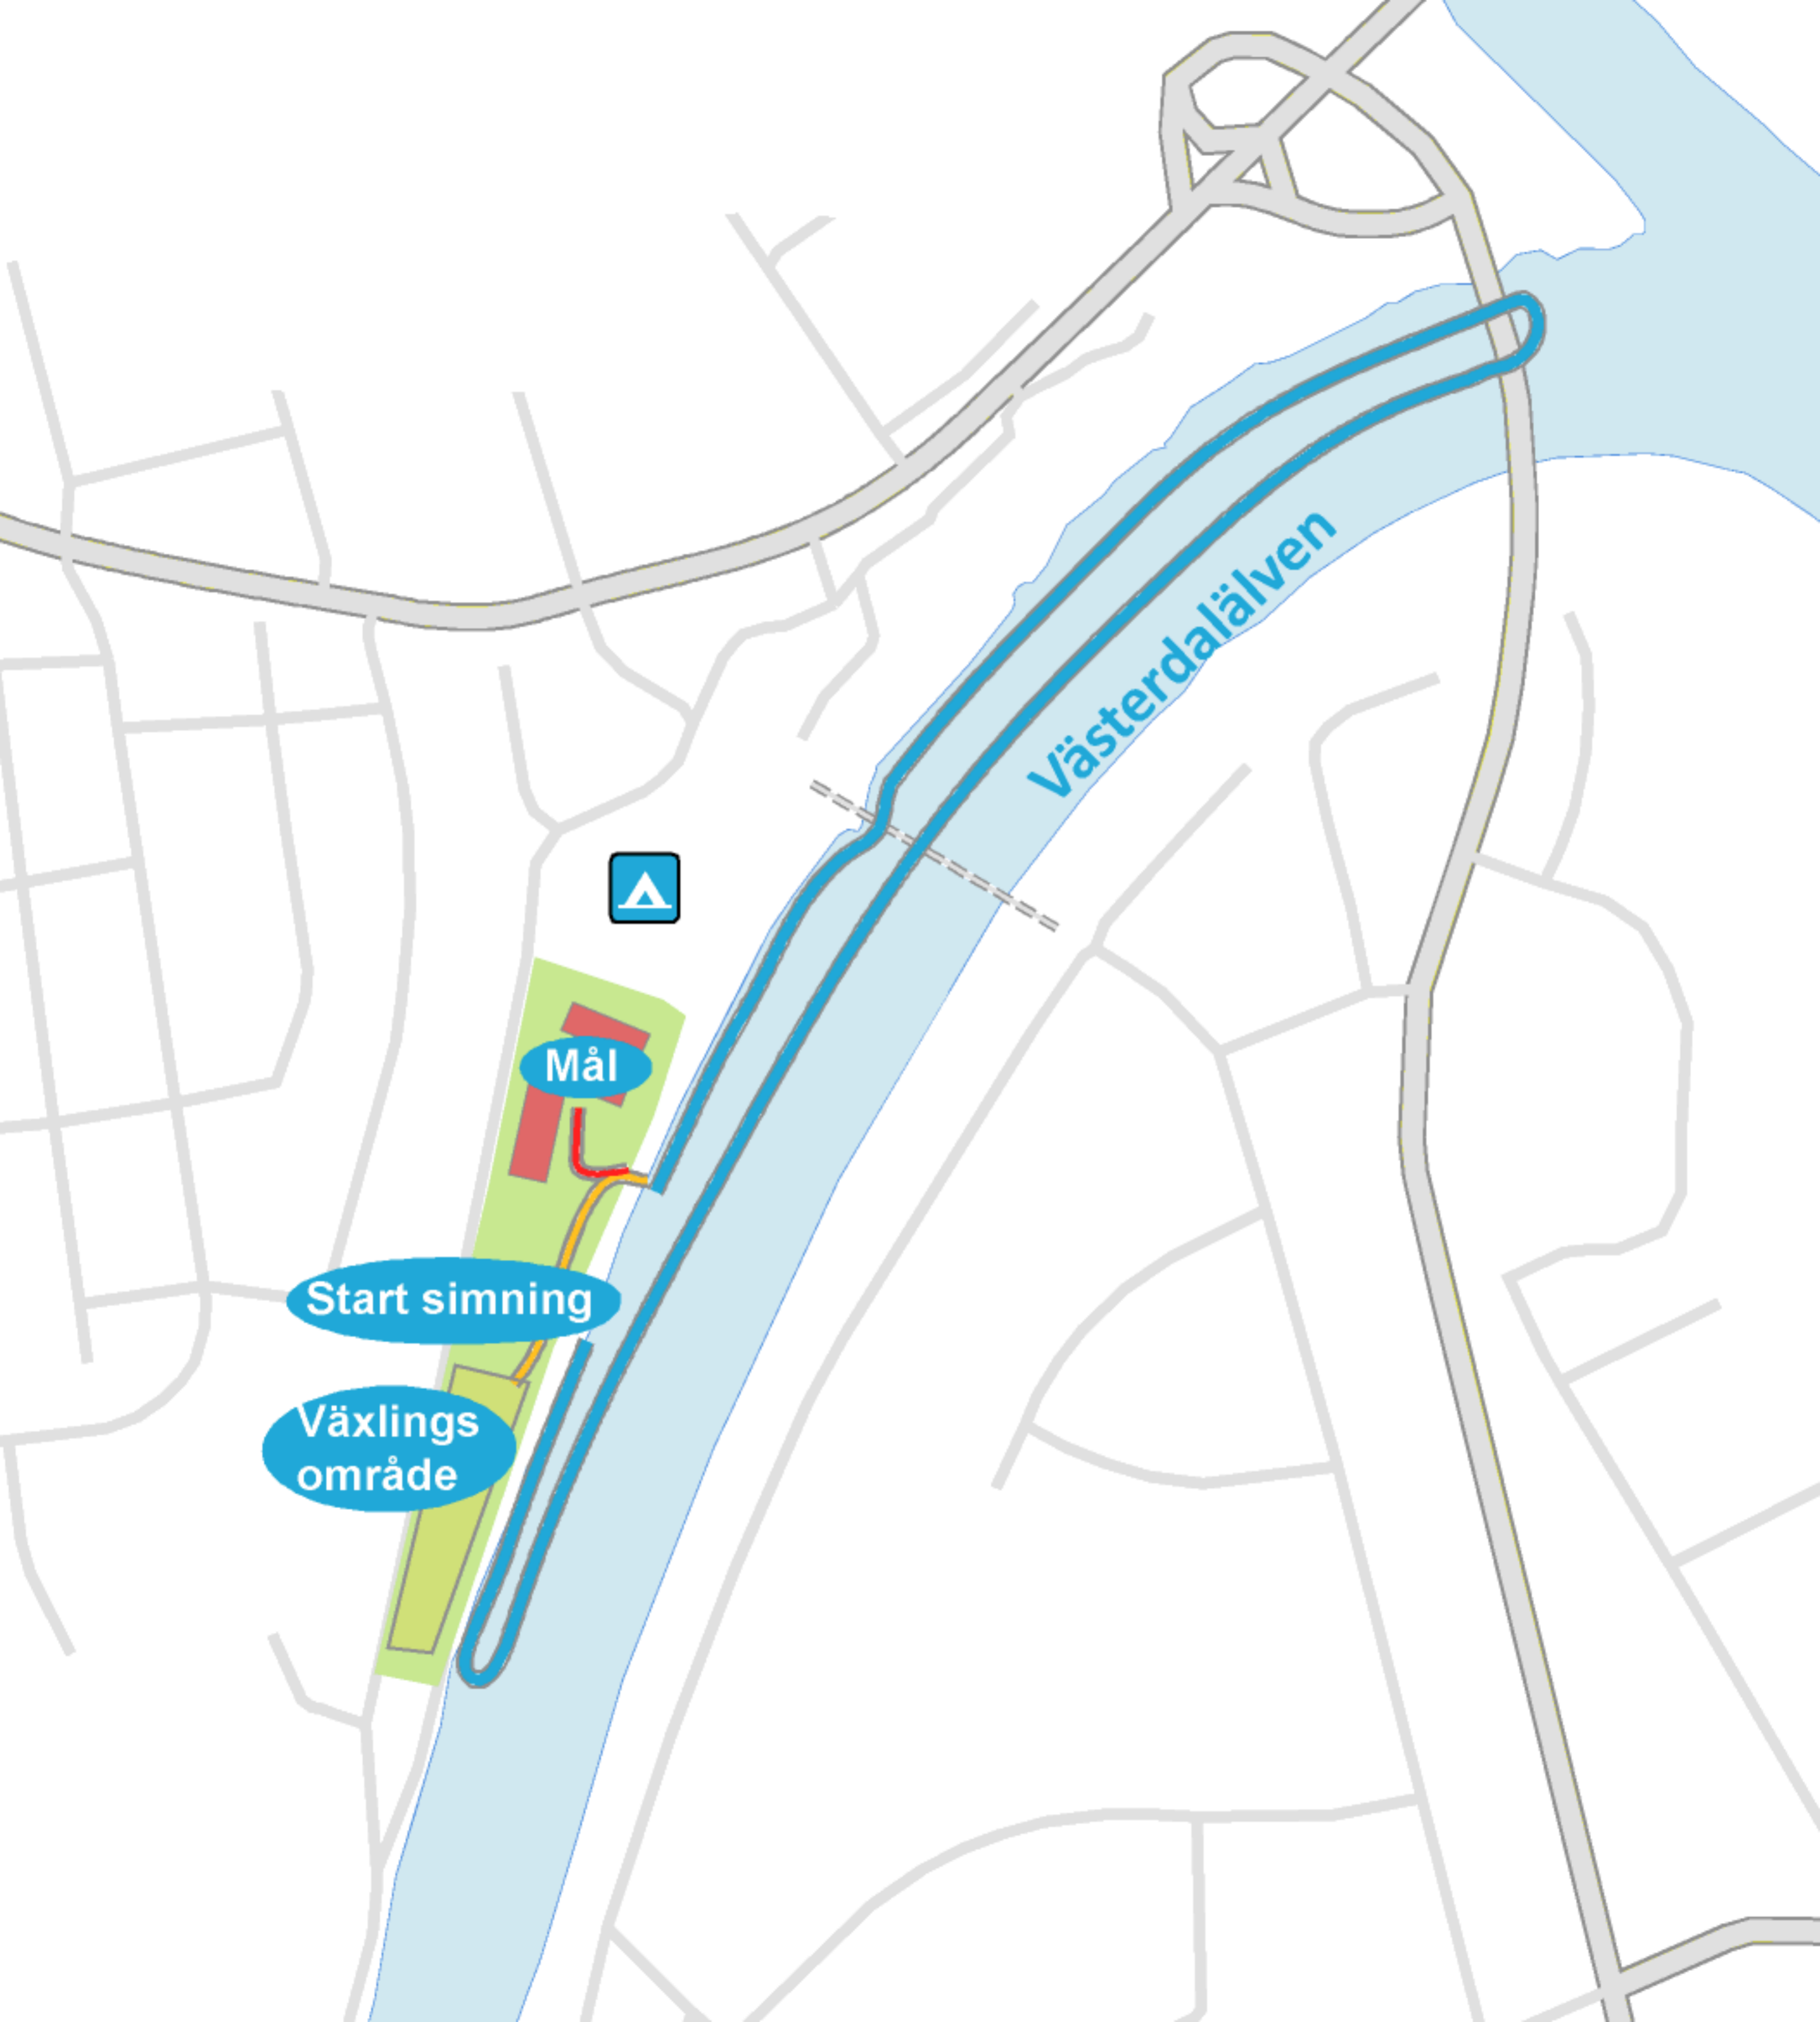 Västerdalälven
Mål
Start simning
Växlings
område